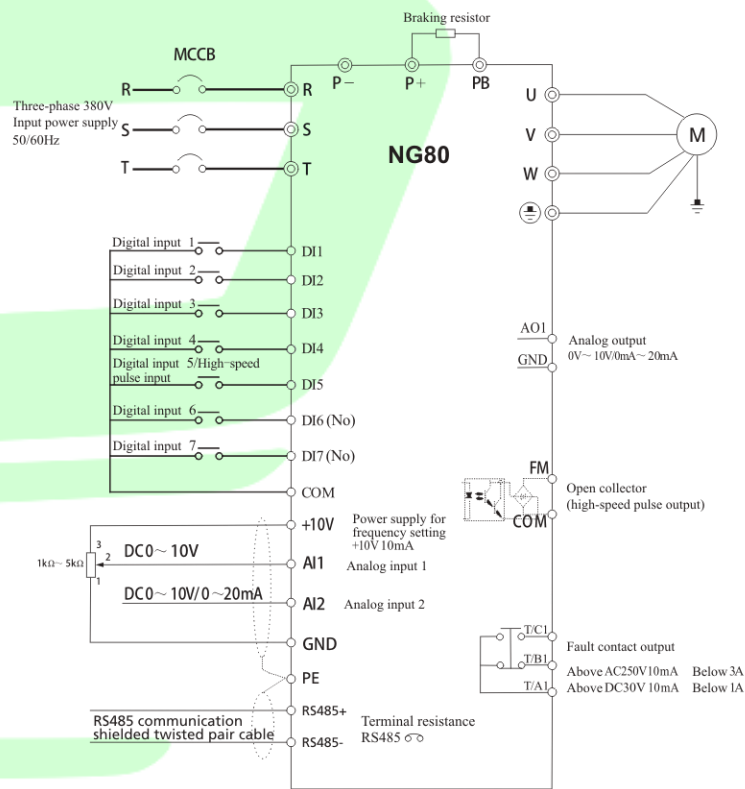 Braking resistor
MCCB
P−
P+
PB
R
R
Three-phase 380V
Input power supply
50/60Hz
S
S
T
T
NG80
U
V
W
M
Digital input 1
DI1
Digital input 2
DI2
Digital input 3
DI3
Digital input 4
DI4
Digital input 5/High-speed
pulse input
DI5
Digital input 6
DI6 (No)
Digital input 7
DI7 (No)
COM
AO1
GND
Analog output
0V～10V/0mA～20mA
FM
COM
Open collector
(high-speed pulse output)
+10V
Power supply for
frequency setting
+10V 10mA
1kΩ～5kΩ
3
2
1
DC0～10V
AI1
Analog input 1
DC0～10V/0～20mA
AI2
Analog input 2
GND
PE
T/C1
T/B1
T/A1
Fault contact output
Above AC250V10mA Below 3A
Above DC30V 10mA Below 1A
RS485+
RS485 communication
shielded twisted pair cable
RS485-
Terminal resistance
RS485